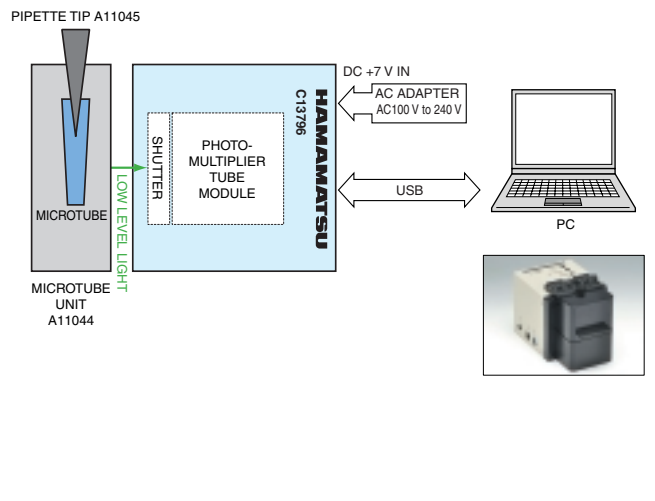 PIPETTE TIP A11045
MICROTUBE
MICROTUBE
UNIT
A11044
LOW LEVEL LIGHT
SHUTTER
PHOTO-
MULTIPLIER
TUBE
MODULE
HAMAMATSU
C13796
DC +7 V IN
AC ADAPTER
AC100 V to 240 V
USB
PC